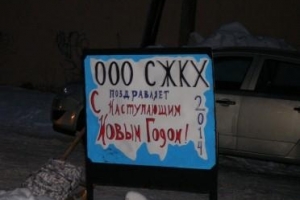 ООО СЖКХ
ПОЗДРАВЛЯЕТ
С НАСТУПАЮЩИМ
НОВЫМ ГОДОМ!
2014